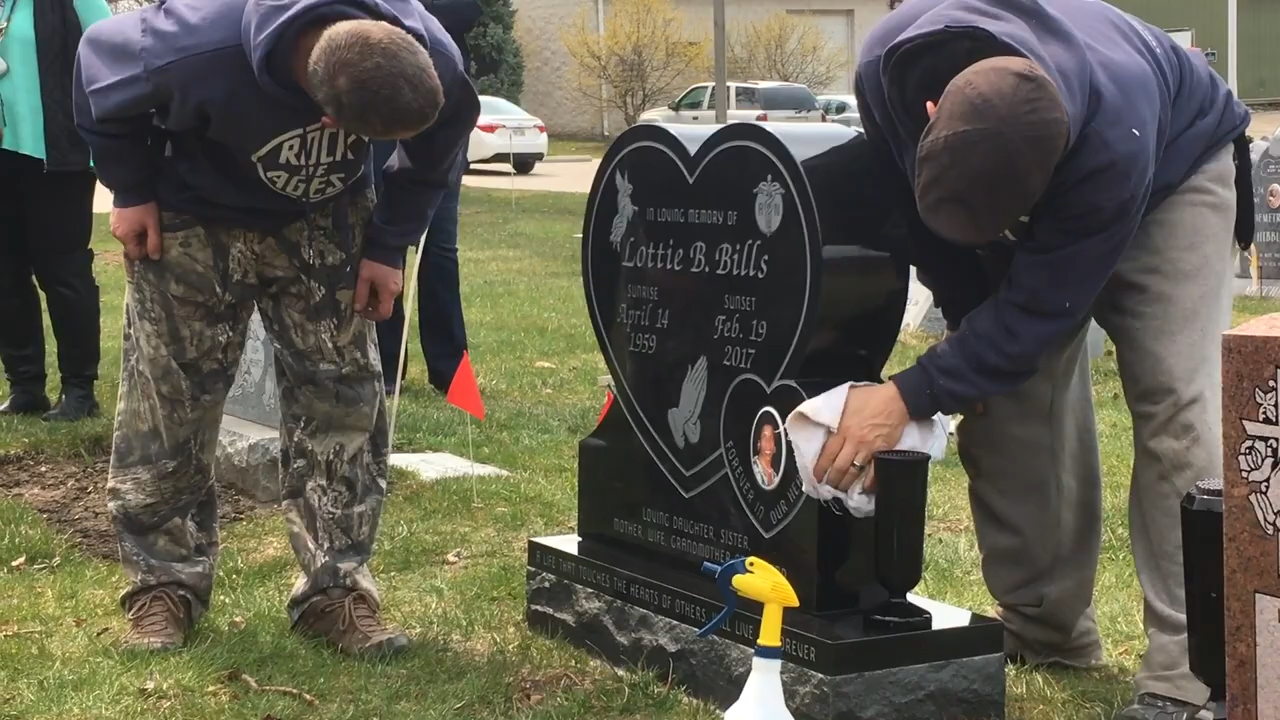 ROCK
OF
AGES
IN LOVING MEMORY OF
Lottie B. Bills
SUNRISE
April 14
1959
SUNSET
Feb. 19
2017
FOREVER IN OUR
LOVING DAUGHTER, SISTER,
MOTHER, WIFE, GRANDMOTHER
A LIFE THAT TOUCHES THE HEARTS OF OTHERS, LIVE FOREVER